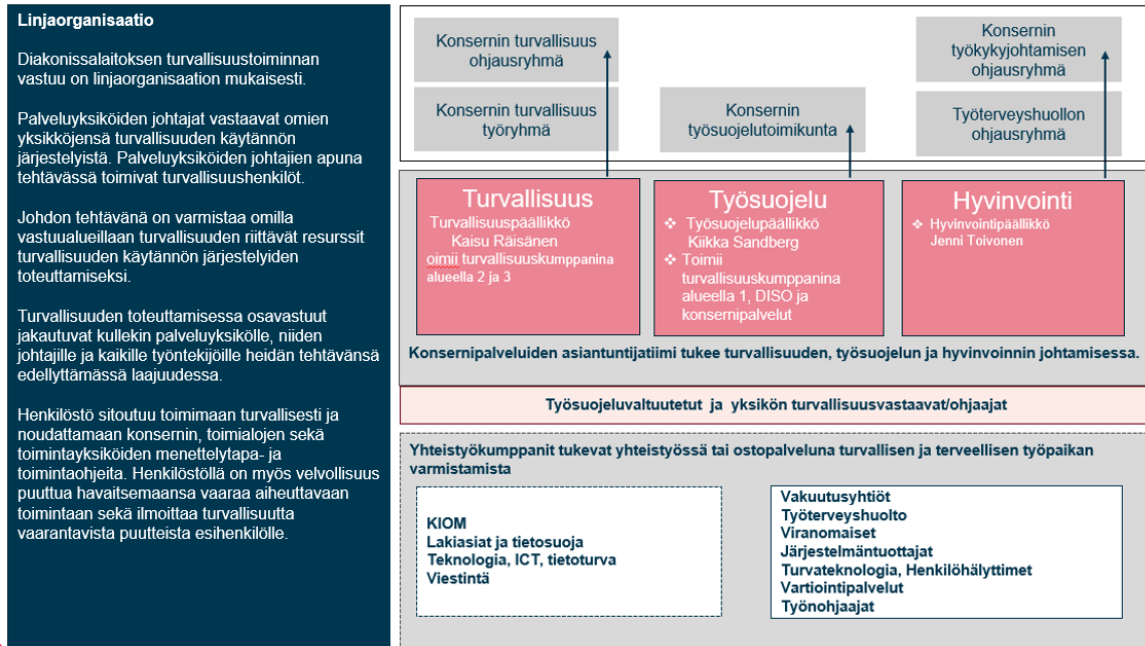 Linjaorganisaatio
Diakonissalaitoksen turvallisuustoiminnan
vastuu on linjaorganisaation mukaisesti.
Palveluyksiköiden johtajat vastaavat omien
yksikköjensä turvallisuuden käytännön
järjestelyistä. Palveluyksiköiden johtajien apuna
tehtävässä toimivat turvallisuushenkilöt.
Johdon tehtävänä on varmistaa omilla
vastuualueillaan turvallisuuden riittävät resurssit
turvallisuuden käytännön järjestelyiden
toteuttamiseksi.
Turvallisuuden toteuttamisessa osavastuut
jakautuvat kullekin palveluyksikölle, niiden
johtajille ja kaikille työntekijöille heidän tehtävänsä
edellyttämässä laajuudessa.
Henkilöstö sitoutuu toimimaan turvallisesti ja
noudattamaan konsernin, toimialojen sekä
toimintayksiköiden menettelytapa- ja
toimintaohjeita. Henkilöstöllä on myös velvollisuus
puuttua havaitsemaansa vaaraa aiheuttavaan
toimintaan sekä ilmoittaa turvallisuutta
vaarantavista puutteista esihenkilölle.
Konsernin turvallisuus
ohjausryhmä
Konsernin turvallisuus
työryhmä
Konsernin
työsuojelutoimikunta
Konsernin
työkykyjohtamisen
ohjausryhmä
Työterveyshuollon
ohjausryhmä
Turvallisuus
Turvallisuuspäällikkö
Kaisu Räisänen
oimii turvallisuuskumppanina
alueella 2 ja 3
Työsuojelu
❖ Työsuojelupäällikkö
Kiikka Sandberg
❖ Toimii
turvallisuuskumppanina
alueella 1, DISO ja
konsernipalvelut
Hyvinvointi
❖ Hyvinvointipäällikkö
Jenni Toivonen
Konsernipalveluiden asiantuntijatiimi tukee turvallisuuden, työsuojelun ja hyvinvoinnin johtamisessa.
Työsuojeluvaltuutetut ja yksikön turvallisuusvastaavat/ohjaajat
Yhteistyökumppanit tukevat yhteistyössä tai ostopalveluna turvallisen ja terveellisen työpaikan
varmistamista
KIOM
Lakiasiat ja tietosuoja
Teknologia, ICT, tietoturva
Viestintä
Vakuutusyhtiöt
Työterveyshuolto
Viranomaiset
Järjestelmäntuottajat
Turvateknologia, Henkilöhälyttimet
Vartiointipalvelut
Työnohjaajat